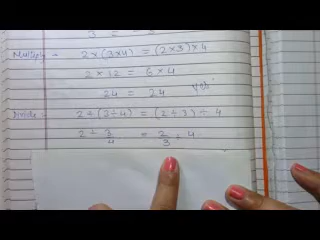 3 =
Multiply - 2 × (3 × 4) = (2 × 3) × 4
2 × 12 = 6 × 4
24 = 24
Divide - 2 ÷ (3 ÷ 4) = (2 ÷ 3) ÷ 4
2 ÷ 3/4 = 2/3 ÷ 4